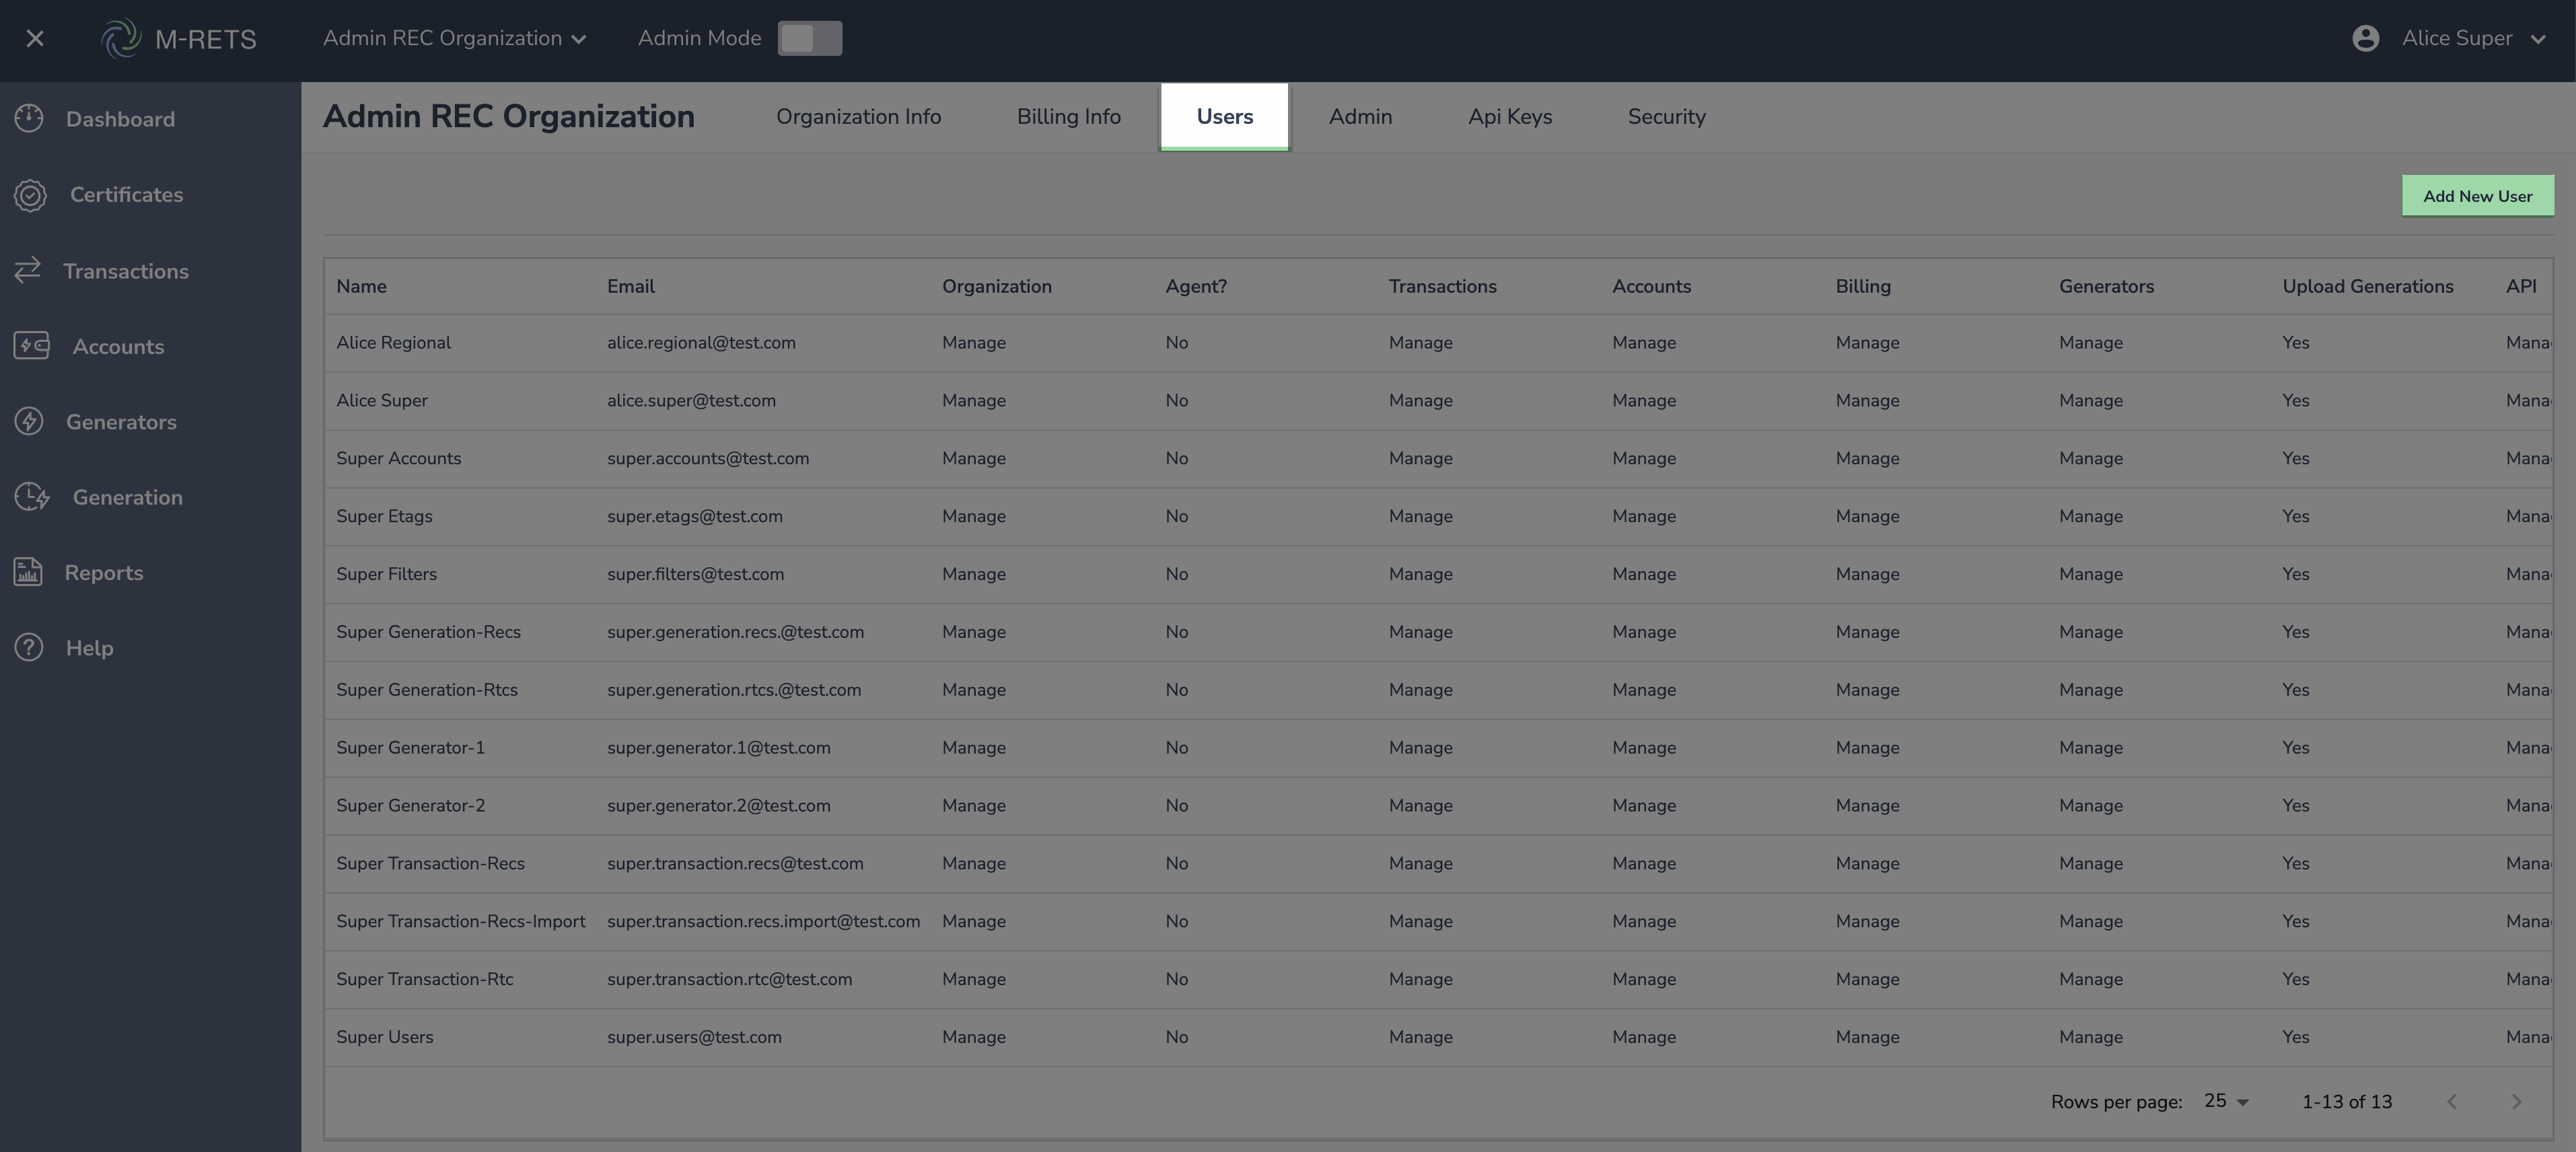 M-RETS Admin REC Organization Admin Mode Alice Super
Dashboard
Certificates
Transactions
Accounts
Generators
Generation
Reports
Help
Admin REC Organization Organization Info Billing Info Users Admin Api Keys Security
Add New User
Name Email Organization Agent? Transactions Accounts Billing Generators Upload Generations API
Alice Regional alice.regional@test.com Manage No Manage Manage Manage Manage Yes Mana
Alice Super alice.super@test.com Manage No Manage Manage Manage Manage Yes Mana
Super Accounts super.accounts@test.com Manage No Manage Manage Manage Manage Yes Mana
Super Etags super.etags@test.com Manage No Manage Manage Manage Manage Yes Mana
Super Filters super.filters@test.com Manage No Manage Manage Manage Manage Yes Mana
Super Generation-Recs super.generation.recs.@test.com Manage No Manage Manage Manage Manage Yes Mana
Super Generation-Rtcs super.generation.rtcs.@test.com Manage No Manage Manage Manage Manage Yes Mana
Super Generator-1 super.generator.1@test.com Manage No Manage Manage Manage Manage Yes Mana
Super Generator-2 super.generator.2@test.com Manage No Manage Manage Manage Manage Yes Mana
Super Transaction-Recs super.transaction.recs@test.com Manage No Manage Manage Manage Manage Yes Mana
Super Transaction-Recs-Import super.transaction.recs.import@test.com Manage No Manage Manage Manage Manage Yes Mana
Super Transaction-Rtc super.transaction.rtc@test.com Manage No Manage Manage Manage Manage Yes Mana
Super Users super.users@test.com Manage No Manage Manage Manage Manage Yes Mana
Rows per page: 25 1-13 of 13